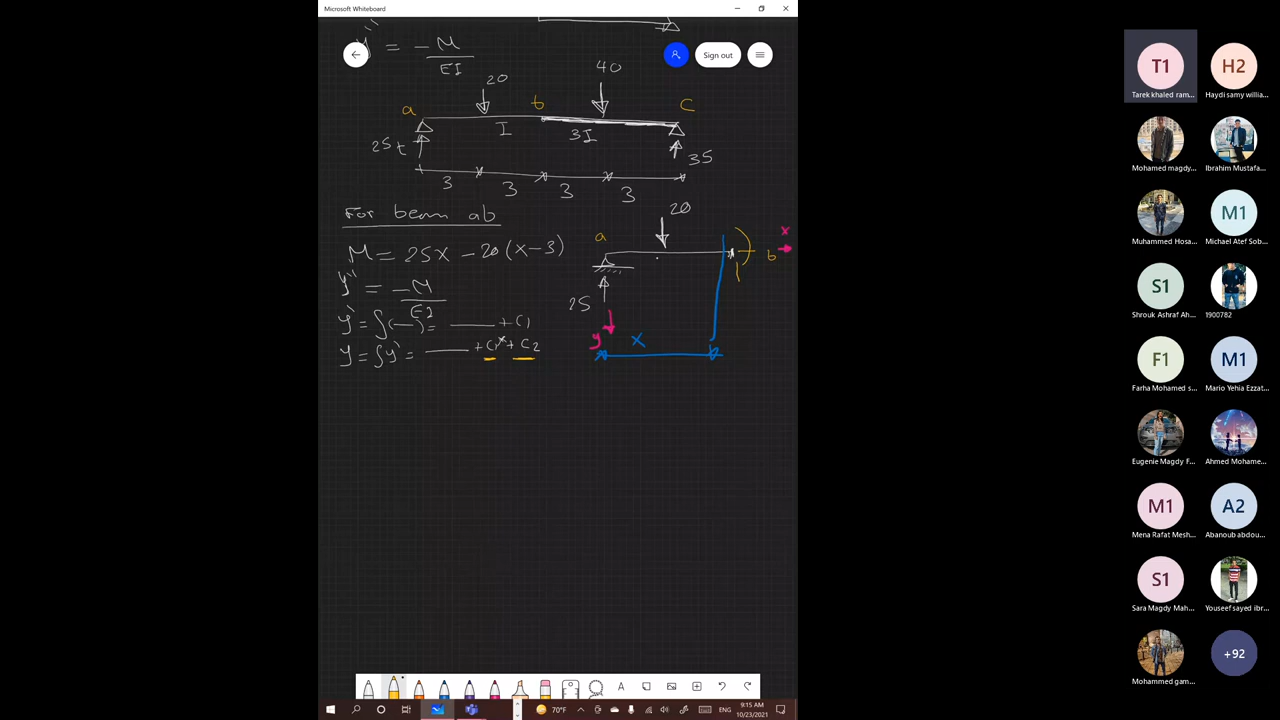 Microsoft Whiteboard
y'' = -M
EI
Sign out
20
40
a
b
c
I
3I
25t
35
3
3
3
3
For beam ab
20
a
M = 25X - 20(X-3)
x
b
y'' = -M
EI
25
y' = ∫(—) = —— + C1
y
X
y = ∫y' = —— + C1x + C2
T1
Tarek khaled ram...
H2
Haydi samy willia...
Mohamed magdy...
Ibrahim Mustafa...
Muhammed Hosa...
M1
Michael Atef Sob...
S1
Shrouk Ashraf Ah...
1900782
F1
Farha Mohamed s...
M1
Mario Yehia Ezzat...
Eugenie Magdy F...
Ahmed Mohame...
M1
Mena Rafat Mesh...
A2
Abanoub abdou...
S1
Sara Magdy Mah...
Youseef sayed ibr...
Mohammed gam...
+92
A
70°F
ENG
9:15 AM
10/23/2021